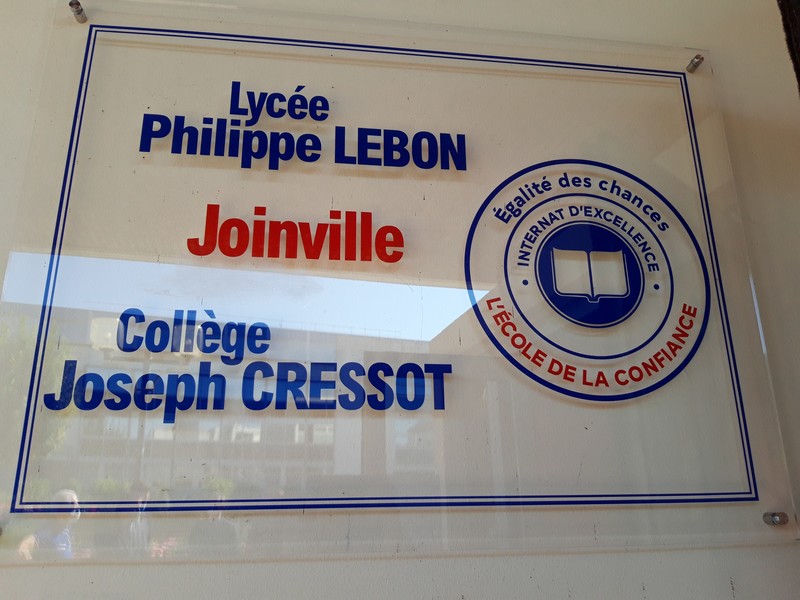 Lycée
Philippe LEBON
Joinville
Collège
Joseph CRESSOT
Égalité des chances
INTERNAT D'EXCELLENCE
L'ÉCOLE DE LA CONFIANCE